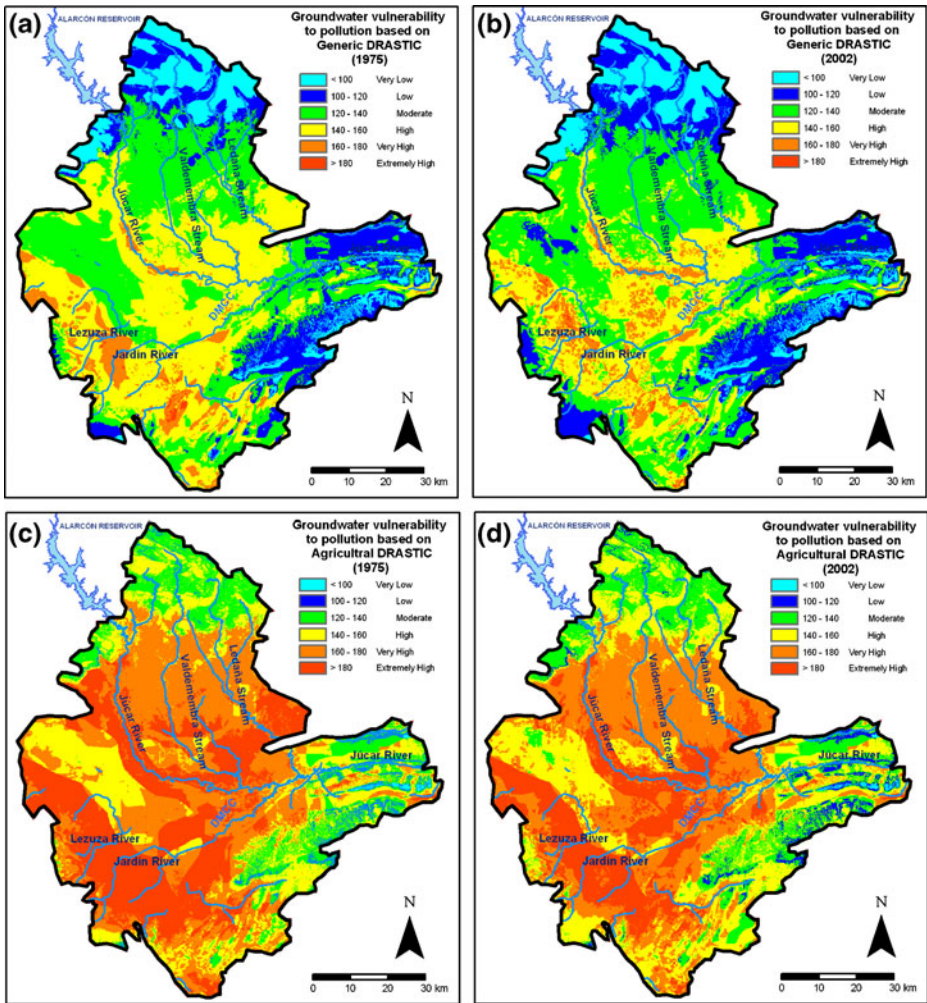 (a)
ALARCÓN RESERVOIR
Groundwater vulnerability
to pollution based on
Generic DRASTIC
(1975)
< 100 Very Low
100 - 120 Low
120 - 140 Moderate
140 - 160 High
160 - 180 Very High
> 180 Extremely High
Júcar River
Valdemembra Stream
Ledaña Stream
DMCC
Lezuza River
Jardín River
N
0 10 20 30 km
(b)
ALARCÓN RESERVOIR
Groundwater vulnerability
to pollution based on
Generic DRASTIC
(2002)
< 100 Very Low
100 - 120 Low
120 - 140 Moderate
140 - 160 High
160 - 180 Very High
> 180 Extremely High
Júcar River
Valdemembra Stream
Ledaña Stream
DMCC
Lezuza River
Jardín River
N
0 10 20 30 km
(c)
ALARCÓN RESERVOIR
Groundwater vulnerability
to pollution based on
Agricultral DRASTIC
(1975)
< 100 Very Low
100 - 120 Low
120 - 140 Moderate
140 - 160 High
160 - 180 Very High
> 180 Extremely High
Júcar River
Valdemembra Stream
Ledaña Stream
Júcar River
DMCC
Lezuza River
Jardín River
N
0 10 20 30 km
(d)
ALARCÓN RESERVOIR
Groundwater vulnerability
to pollution based on
Agricultural DRASTIC
(2002)
< 100 Very Low
100 - 120 Low
120 - 140 Moderate
140 - 160 High
160 - 180 Very High
> 180 Extremely High
Júcar River
Valdemembra Stream
Ledaña Stream
Júcar River
DMCC
Lezuza River
Jardín River
N
0 10 20 30 km